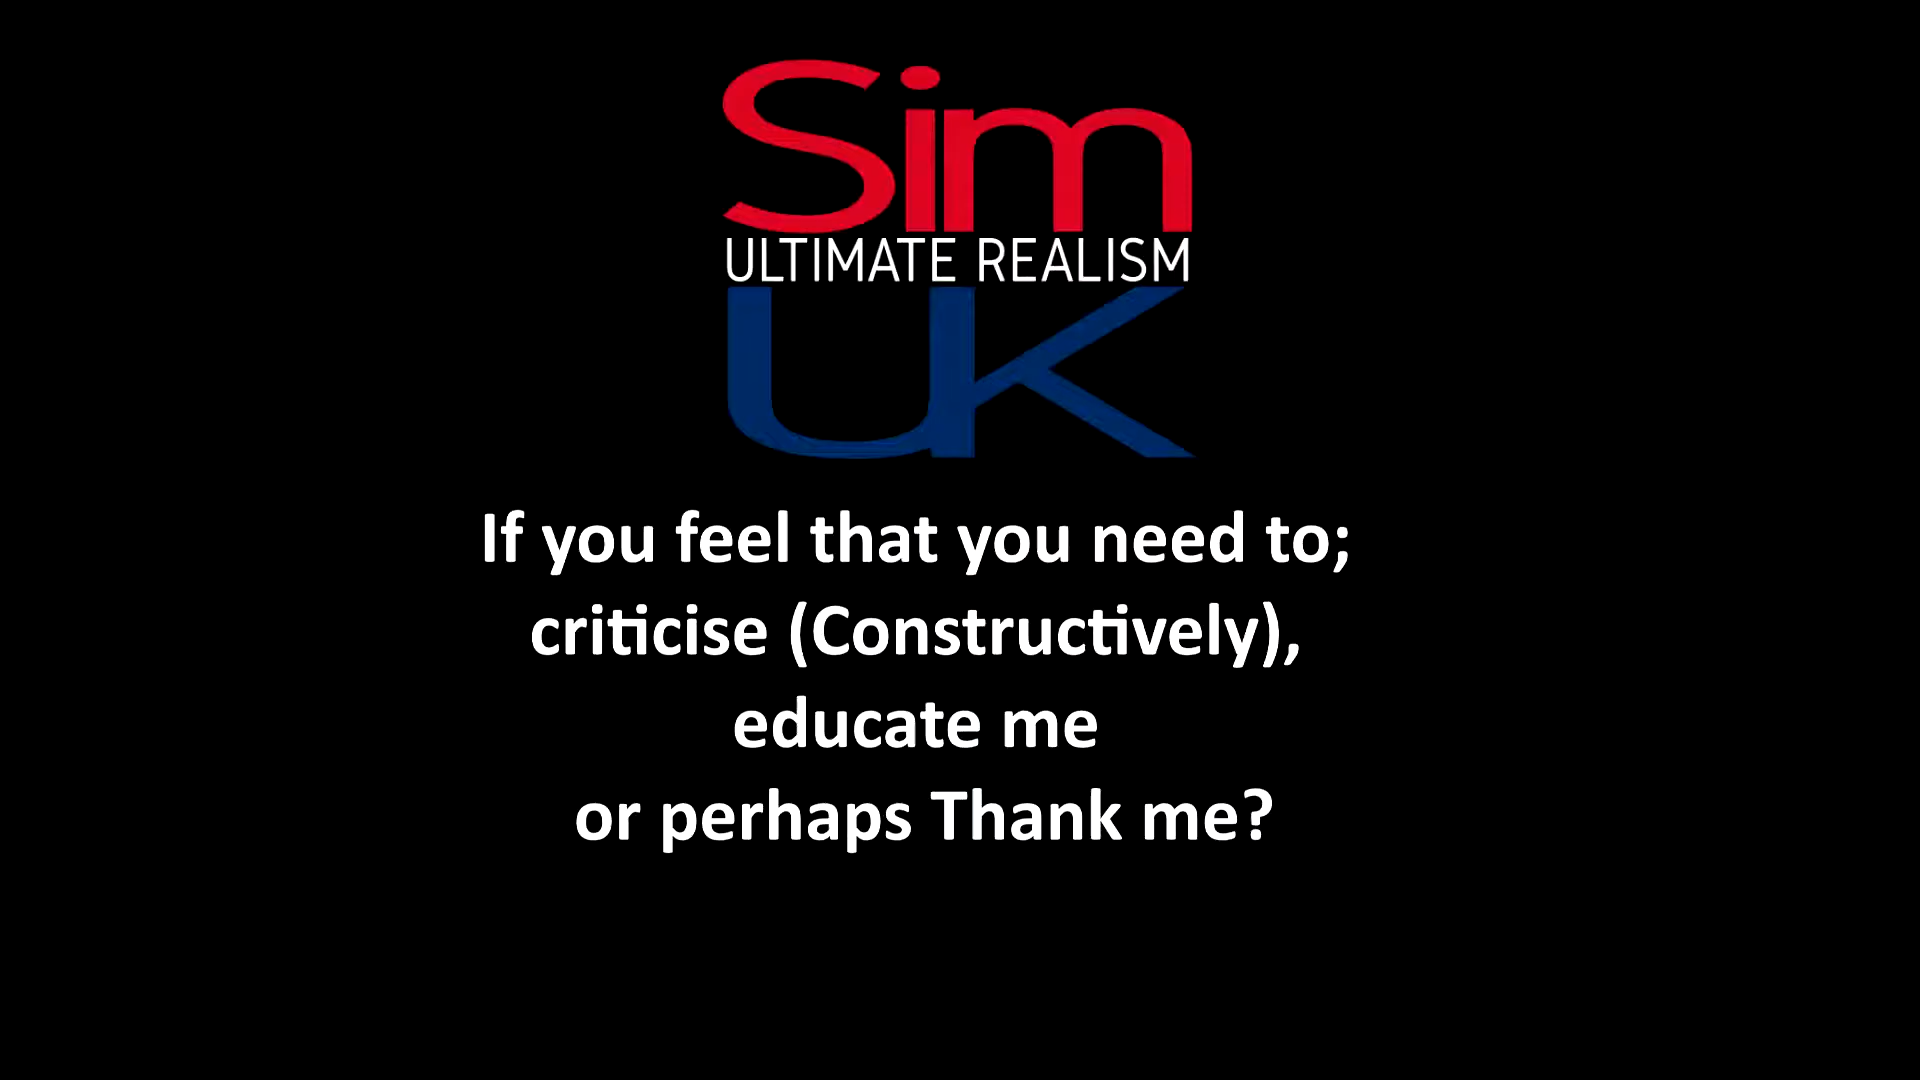 Sim
ULTIMATE REALISM
UK
If you feel that you need to;
criticise (Constructively),
educate me
or perhaps Thank me?